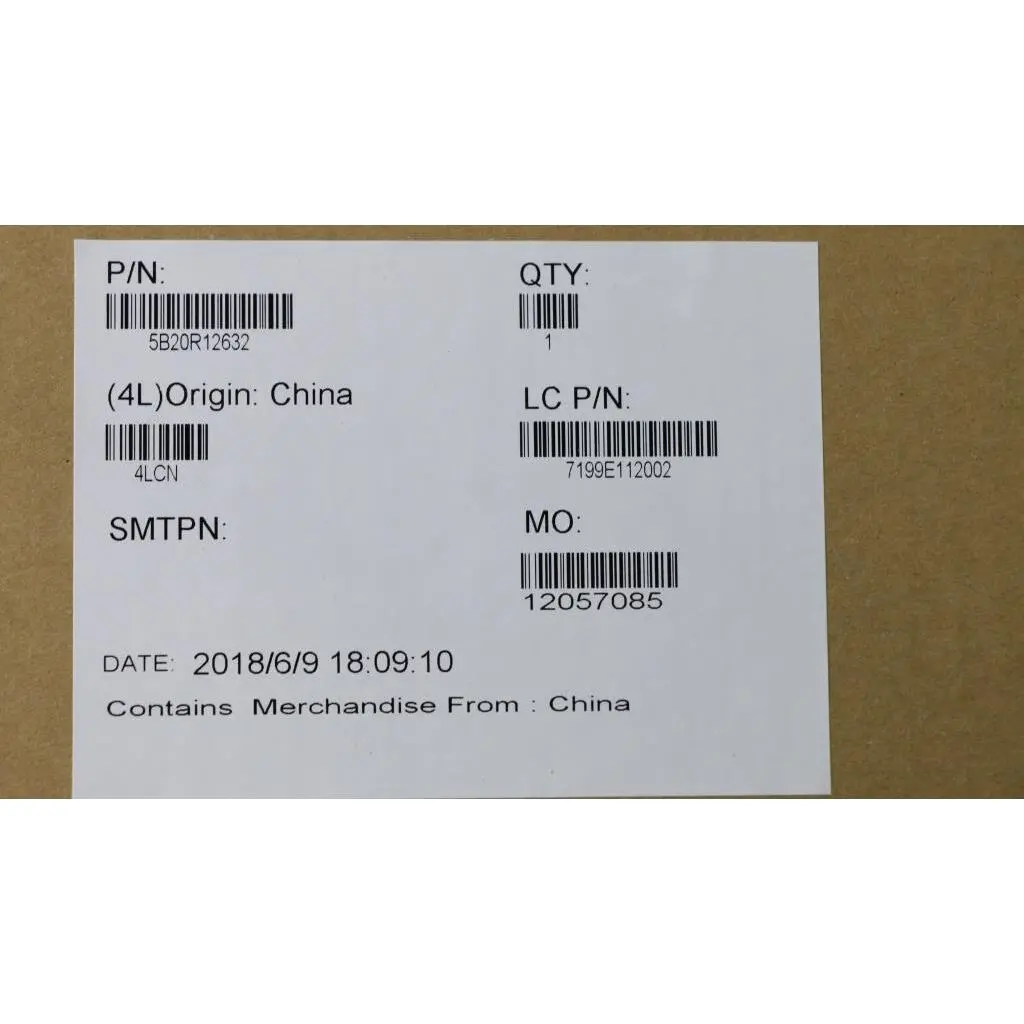 P/N:
5B20R12632
QTY:
1
(4L)Origin: China
4LCN
LC P/N:
7199E112002
SMTPN:
MO:
12057085
DATE: 2018/6/9 18:09:10
Contains Merchandise From : China